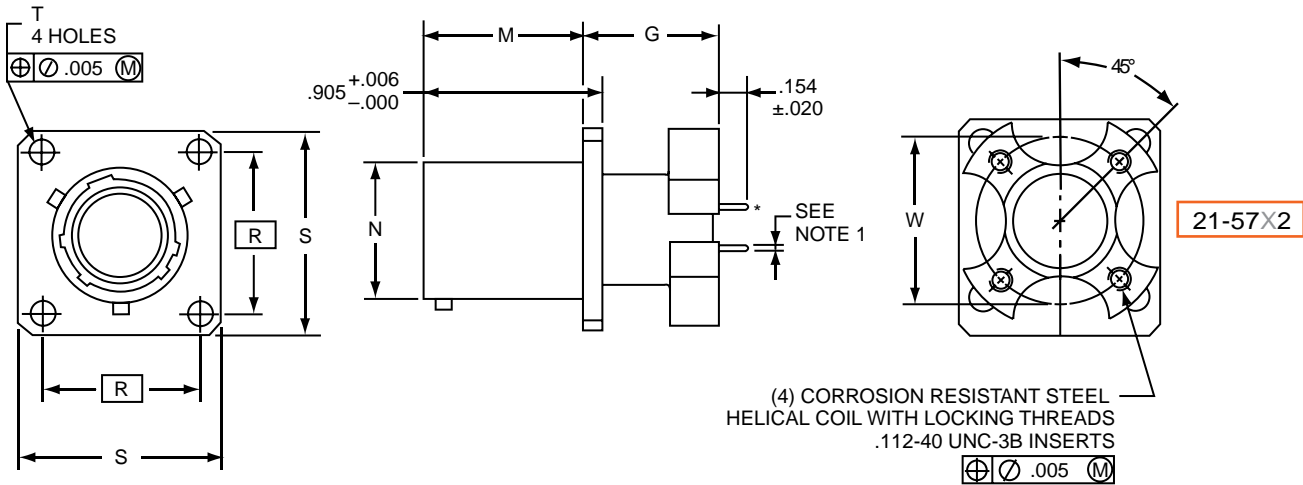 T
4 HOLES
⌖ ⌀ .005 Ⓜ
R
S
R
S
M
G
.905 +.006
–.000
.154
±.020
N
*
SEE
NOTE 1
45°
W
21-57X2
(4) CORROSION RESISTANT STEEL
HELICAL COIL WITH LOCKING THREADS
.112-40 UNC-3B INSERTS
⌖ ⌀ .005 Ⓜ